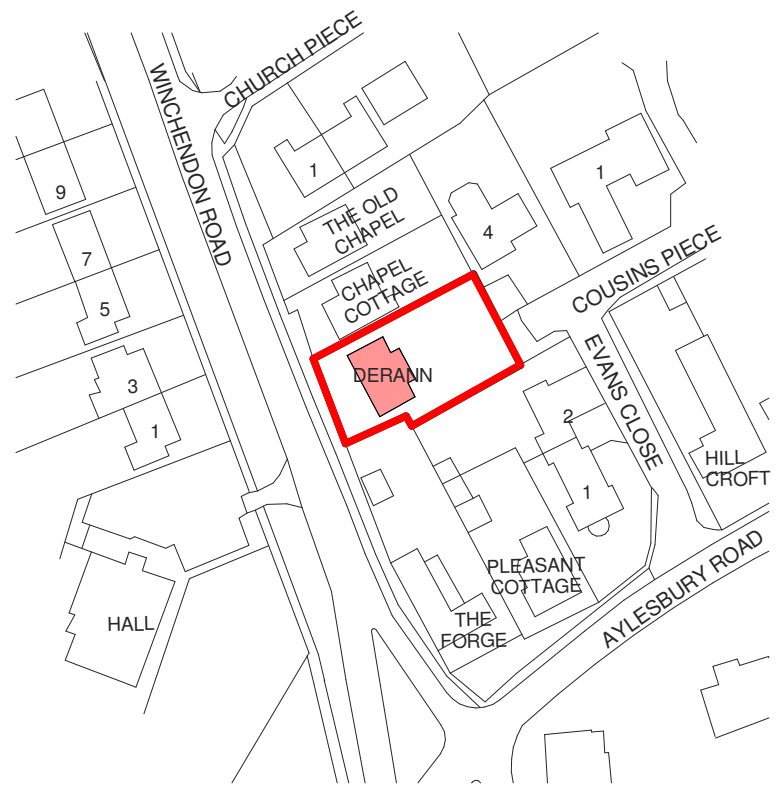 CHURCH PIECE
WINCHENDON ROAD
1
1
9
THE OLD
CHAPEL
4
7
COUSINS PIECE
CHAPEL
COTTAGE
5
EVANS CLOSE
DERANN
3
2
1
HILL
CROFT
1
PLEASANT
COTTAGE
AYLESBURY ROAD
HALL
THE
FORGE